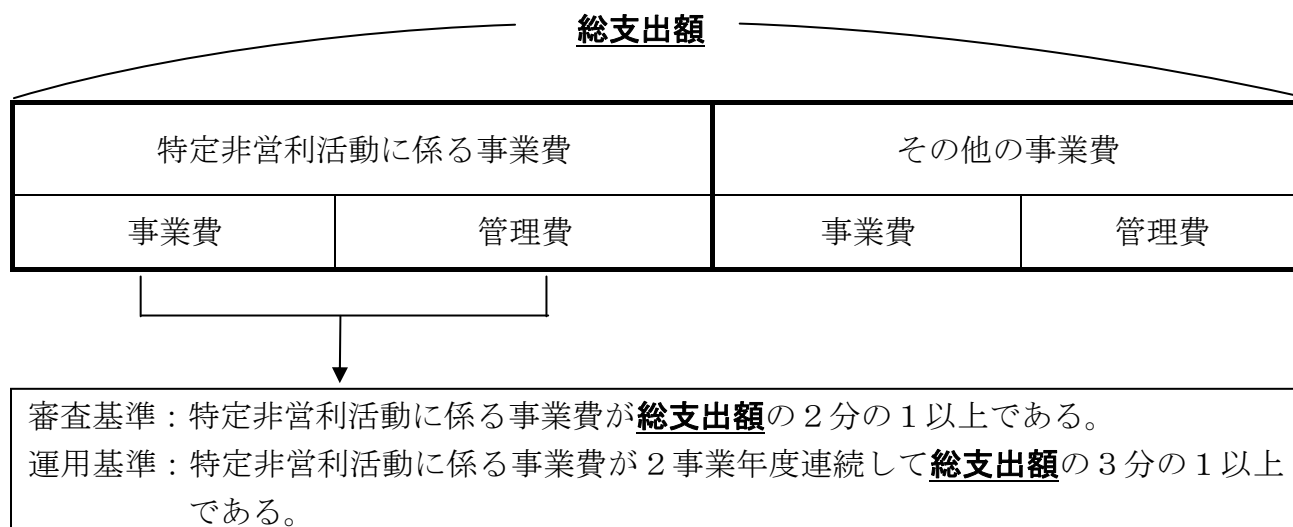 総支出額
特定非営利活動に係る事業費 その他の事業費
事業費 管理費 事業費 管理費
審査基準：特定非営利活動に係る事業費が総支出額の２分の１以上である。
運用基準：特定非営利活動に係る事業費が２事業年度連続して総支出額の３分の１以上
である。